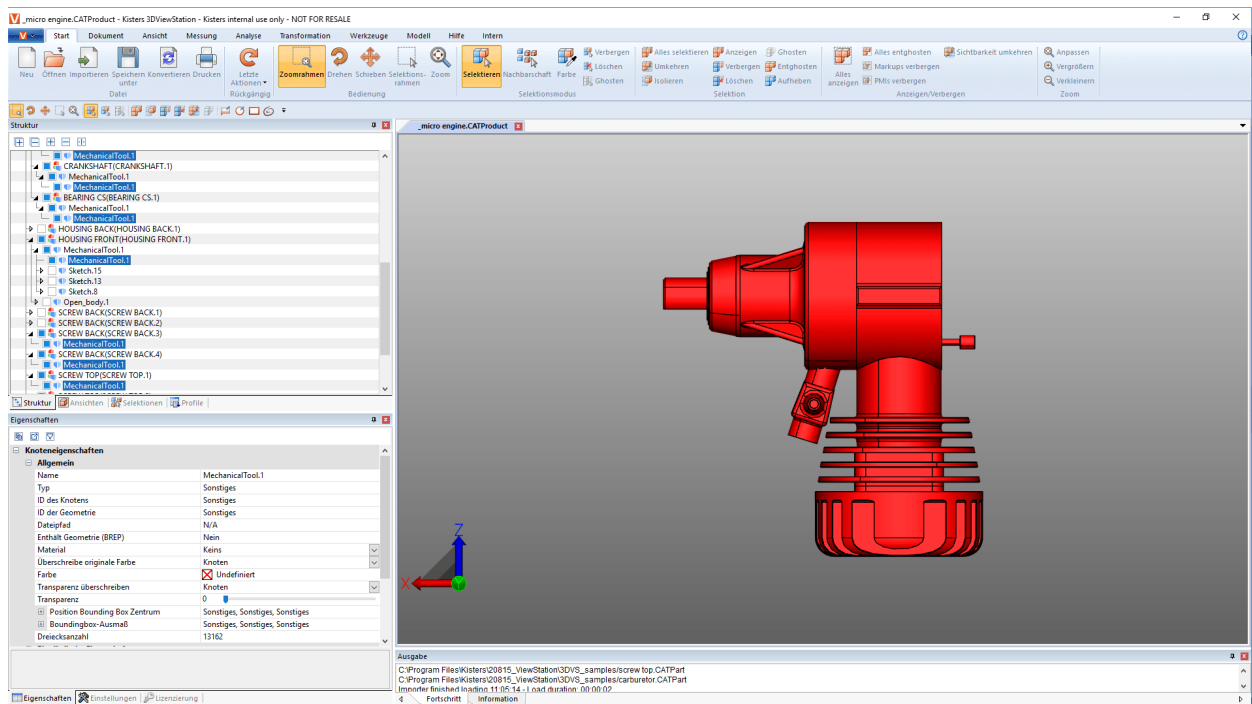 _micro engine.CATProduct - Kisters 3DViewStation - Kisters internal use only - NOT FOR RESALE
Start Dokument Ansicht Messung Analyse Transformation Werkzeuge Modell Hilfe Intern
Neu Öffnen Importieren Speichern unter Konvertieren Drucken
Letzte Aktionen
Zoomrahmen Drehen Schieben Selektions-rahmen Zoom
Selektieren Nachbarschaft Farbe
Verbergen
Löschen
Ghosten
Alles selektieren Anzeigen Ghosten
Umkehren Verbergen Entghosten
Isolieren Löschen Aufheben
Alles anzeigen
Alles entghosten Sichtbarkeit umkehren
Markups verbergen
PMIs verbergen
Anpassen
Vergrößern
Verkleinern
Datei Rückgängig Bedienung Selektionsmodus Selektion Anzeigen/Verbergen Zoom
Struktur
_micro engine.CATProduct
MechanicalTool.1
CRANKSHAFT(CRANKSHAFT.1)
MechanicalTool.1
MechanicalTool.1
BEARING CS(BEARING CS.1)
MechanicalTool.1
MechanicalTool.1
HOUSING BACK(HOUSING BACK.1)
HOUSING FRONT(HOUSING FRONT.1)
MechanicalTool.1
MechanicalTool.1
Sketch.15
Sketch.13
Sketch.8
Open_body.1
SCREW BACK(SCREW BACK.1)
SCREW BACK(SCREW BACK.2)
SCREW BACK(SCREW BACK.3)
MechanicalTool.1
SCREW BACK(SCREW BACK.4)
MechanicalTool.1
SCREW TOP(SCREW TOP.1)
MechanicalTool.1
Struktur Ansichten Selektionen Profile
Eigenschaften
Knoteneigenschaften
Allgemein
Name MechanicalTool.1
Typ Sonstiges
ID des Knotens Sonstiges
ID der Geometrie Sonstiges
Dateipfad N/A
Enthält Geometrie (BREP) Nein
Material Keins
Überschreibe originale Farbe Knoten
Farbe Undefiniert
Transparenz überschreiben Knoten
Transparenz 0
Position Bounding Box Zentrum Sonstiges, Sonstiges, Sonstiges
Boundingbox-Ausmaß Sonstiges, Sonstiges, Sonstiges
Dreiecksanzahl 13162
Eigenschaften Einstellungen Lizenzierung
Z
X
Ausgabe
C:\Program Files\Kisters\20815_ViewStation\3DVS_samples/screw top.CATPart
C:\Program Files\Kisters\20815_ViewStation\3DVS_samples/carburetor.CATPart
Importer finished loading 11:05:14 - Load duration: 00:00:02
Fortschritt Information